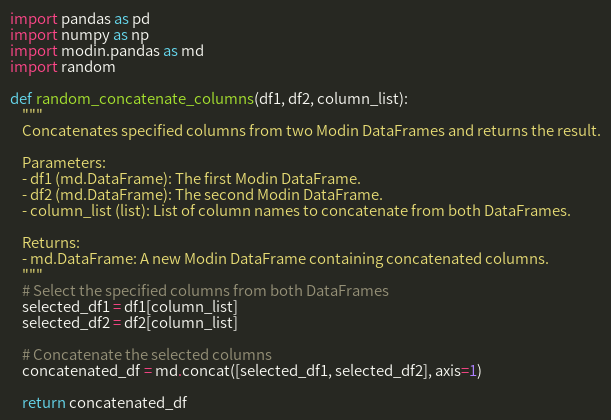 import pandas as pd
import numpy as np
import modin.pandas as md
import random
def random_concatenate_columns(df1, df2, column_list):
"""
Concatenates specified columns from two Modin DataFrames and returns the result.
Parameters:
- df1 (md.DataFrame): The first Modin DataFrame.
- df2 (md.DataFrame): The second Modin DataFrame.
- column_list (list): List of column names to concatenate from both DataFrames.
Returns:
- md.DataFrame: A new Modin DataFrame containing concatenated columns.
"""
# Select the specified columns from both DataFrames
selected_df1 = df1[column_list]
selected_df2 = df2[column_list]
# Concatenate the selected columns
concatenated_df = md.concat([selected_df1, selected_df2], axis=1)
return concatenated_df